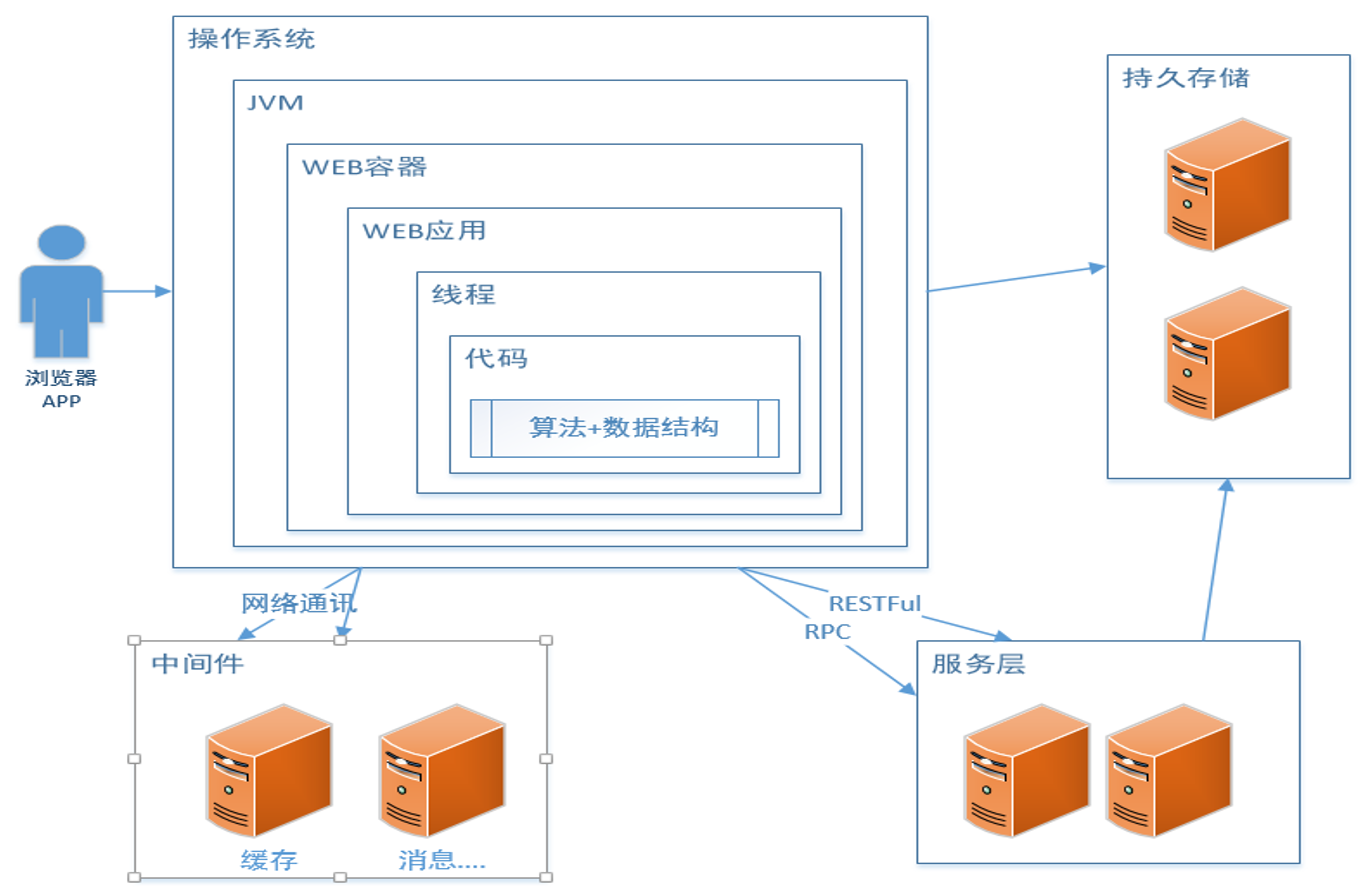 操作系统
JVM
WEB容器
WEB应用
线程
代码
算法+数据结构
浏览器
APP
持久存储
网络通讯
RESTFul
RPC
中间件
缓存
消息....
服务层